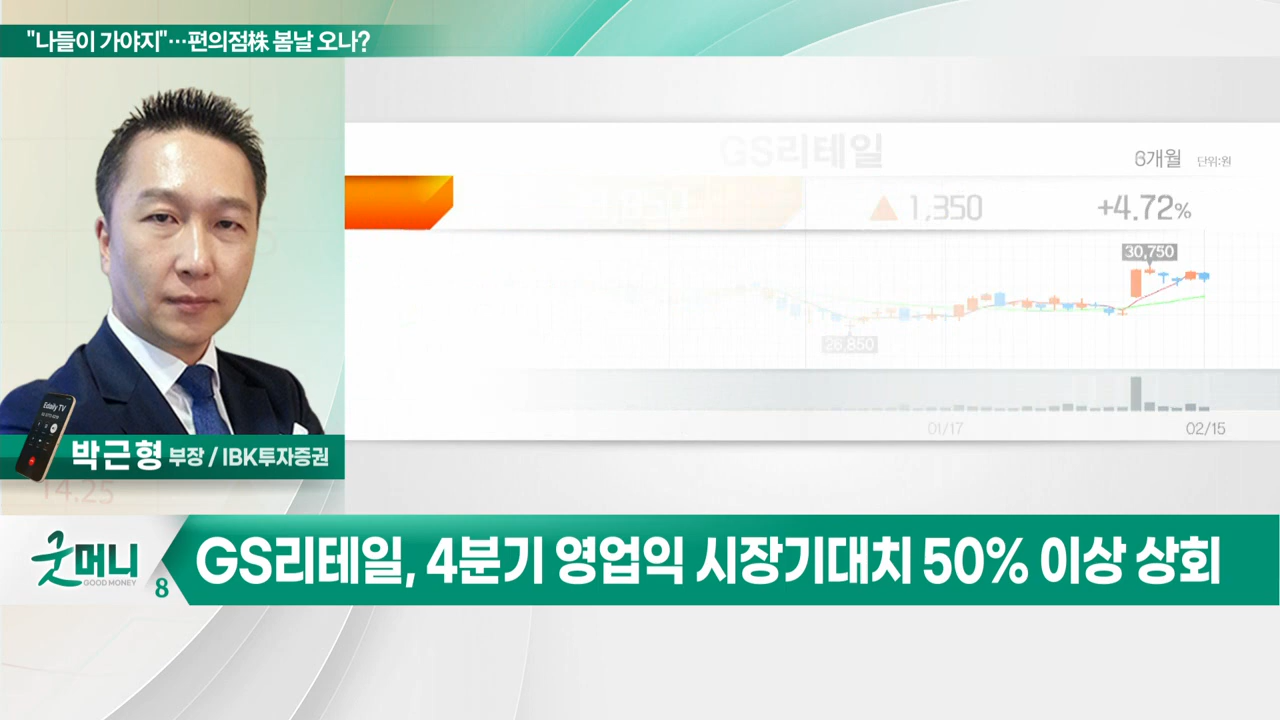 "나들이 가야지"…편의점株 봄날 오나?
GS리테일
6개월 단위:원
▲ 1,350 +4.72%
30,750
26,850
01/17 02/15
Edaily TV
박근형 부장 / IBK투자증권
14.25
굿머니
GOOD MONEY
8
GS리테일, 4분기 영업익 시장기대치 50% 이상 상회